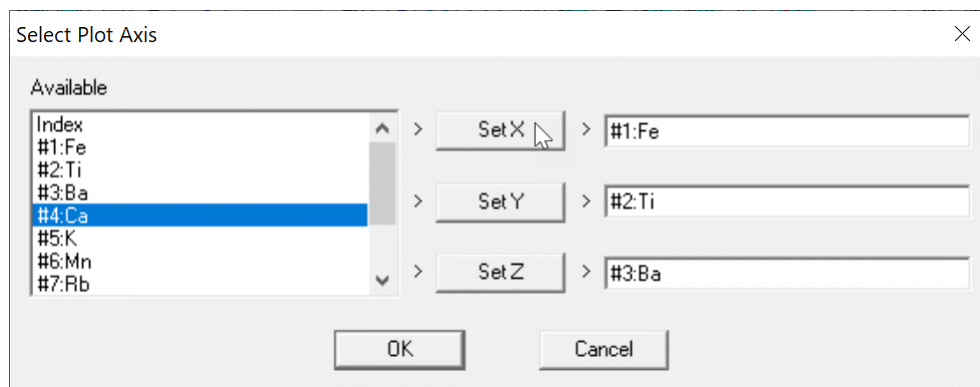 Select Plot Axis
Available
Index
#1:Fe
#2:Ti
#3:Ba
#4:Ca
#5:K
#6:Mn
#7:Rb
> Set X > #1:Fe
> Set Y > #2:Ti
> Set Z > #3:Ba
OK Cancel